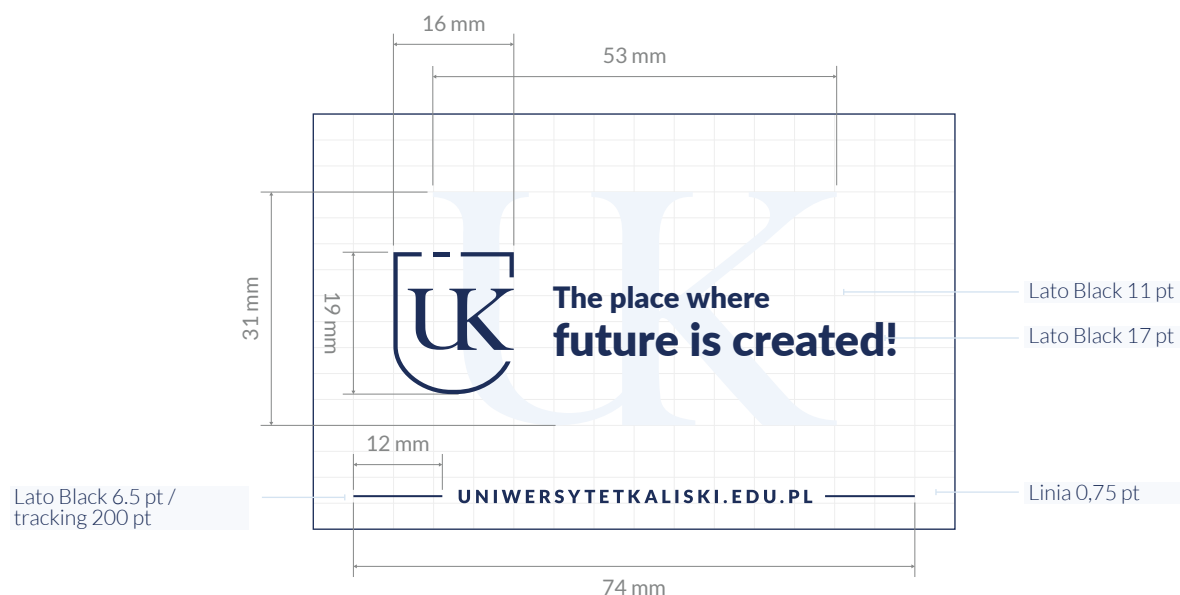 16 mm
53 mm
UK
31 mm
19 mm
UK
The place where
future is created!
Lato Black 11 pt
Lato Black 17 pt
12 mm
UNIWERSYTETKALISKI.EDU.PL
Lato Black 6.5 pt /
tracking 200 pt
Linia 0,75 pt
74 mm